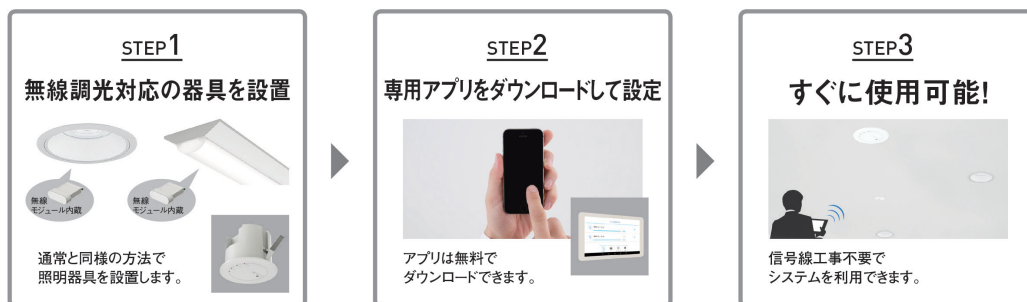 STEP1
無線調光対応の器具を設置
無線
モジュール内蔵
無線
モジュール内蔵
通常と同様の方法で
照明器具を設置します。
STEP2
専用アプリをダウンロードして設定
アプリは無料で
ダウンロードできます。
STEP3
すぐに使用可能!
信号線工事不要で
システムを利用できます。